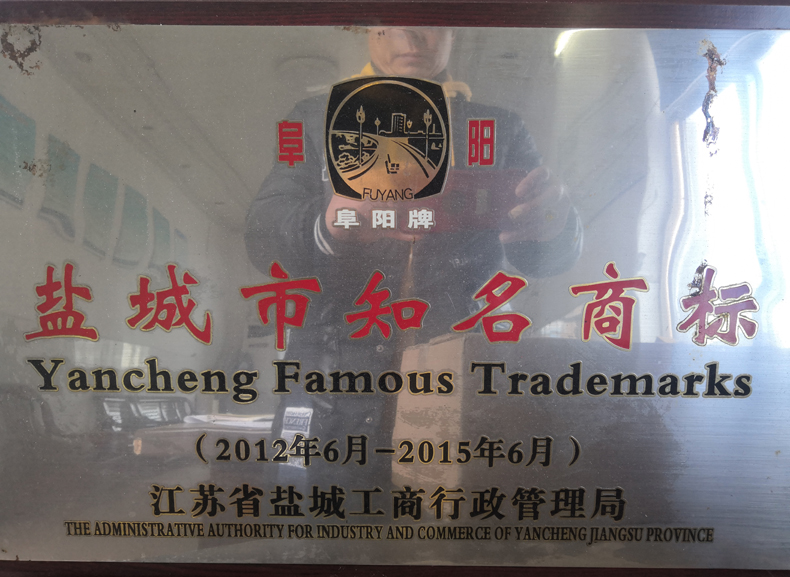 阜 阳
FUYANG
阜阳牌
盐城市知名商标
Yancheng Famous Trademarks
（2012年6月－2015年6月）
江苏省盐城工商行政管理局
THE ADMINISTRATIVE AUTHORITY FOR INDUSTRY AND COMMERCE OF YANCHENG JIANGSU PROVINCE